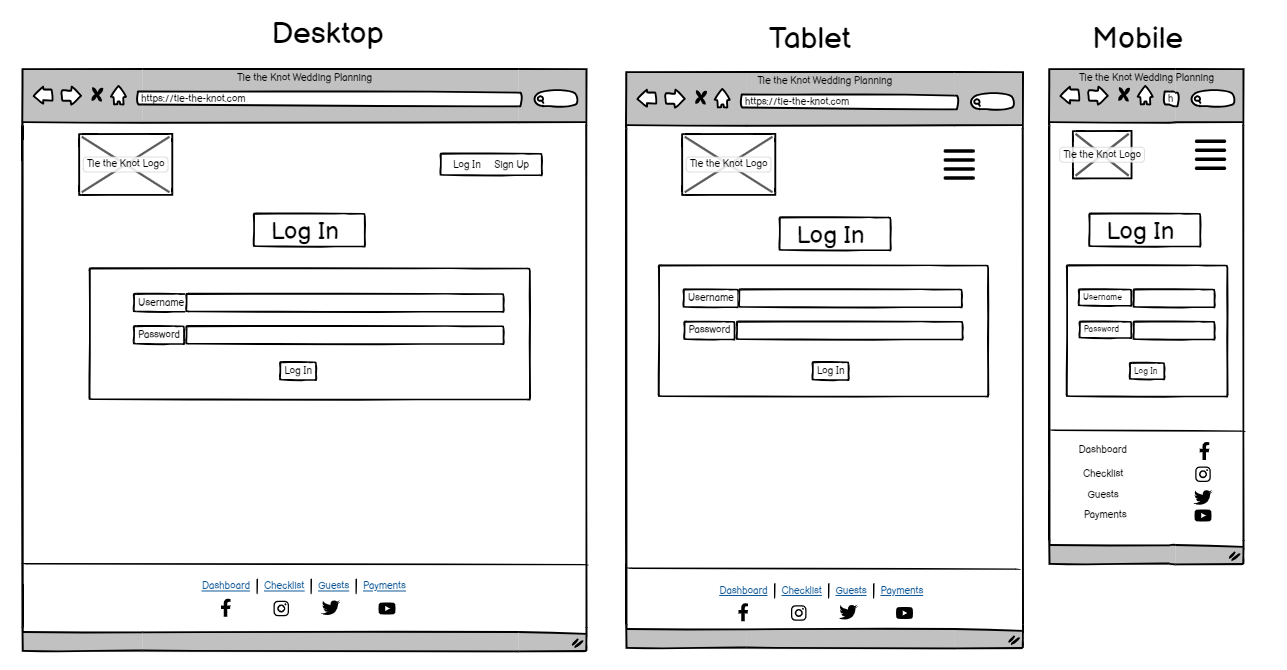 Desktop
Tie the Knot Wedding Planning
https://tie-the-knot.com
Tie the Knot Logo
Log In Sign Up
Log In
Username
Password
Log In
Dashboard | Checklist | Guests | Payments
Tablet
Tie the Knot Wedding Planning
https://tie-the-knot.com
Tie the Knot Logo
Log In
Username
Password
Log In
Dashboard | Checklist | Guests | Payments
Mobile
Tie the Knot Wedding Planning
h
Tie the Knot Logo
Log In
Username
Password
Log In
Dashboard
Checklist
Guests
Payments